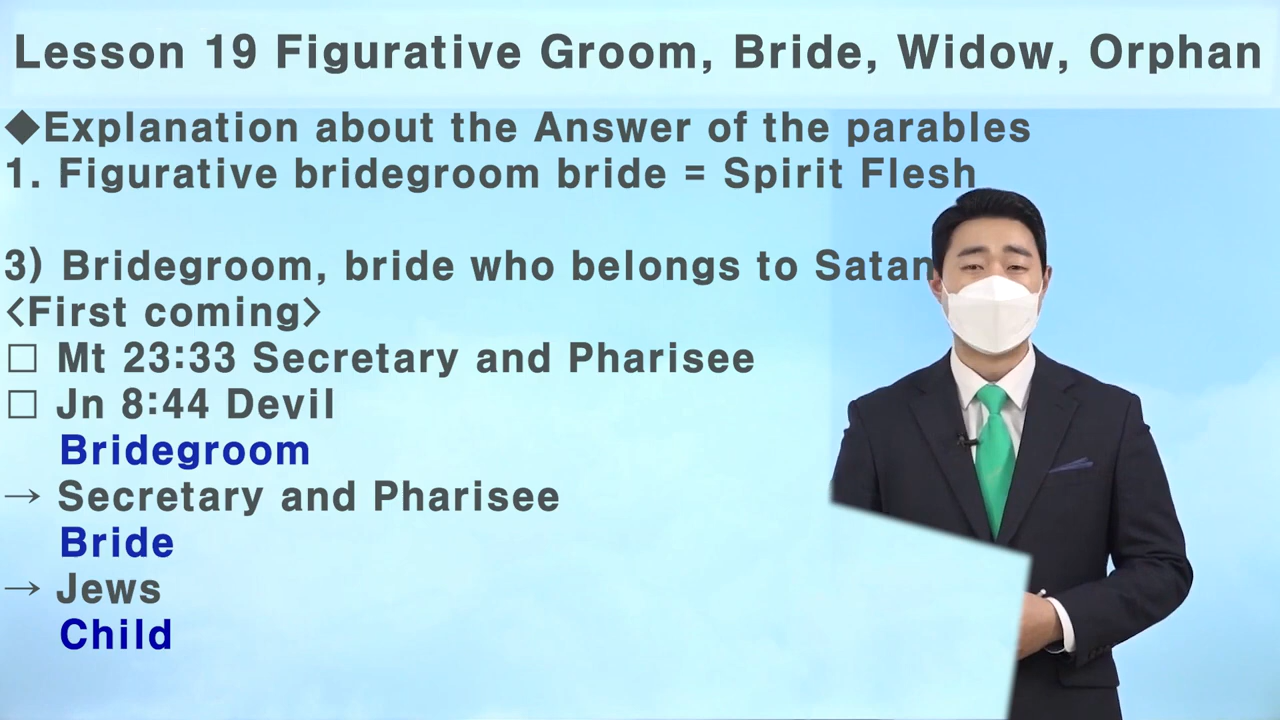 Lesson 19 Figurative Groom, Bride, Widow, Orphan
◆Explanation about the Answer of the parables
1. Figurative bridegroom bride = Spirit Flesh
3) Bridegroom, bride who belongs to Satan
<First coming>
□ Mt 23:33 Secretary and Pharisee
□ Jn 8:44 Devil
Bridegroom
→ Secretary and Pharisee
Bride
→ Jews
Child